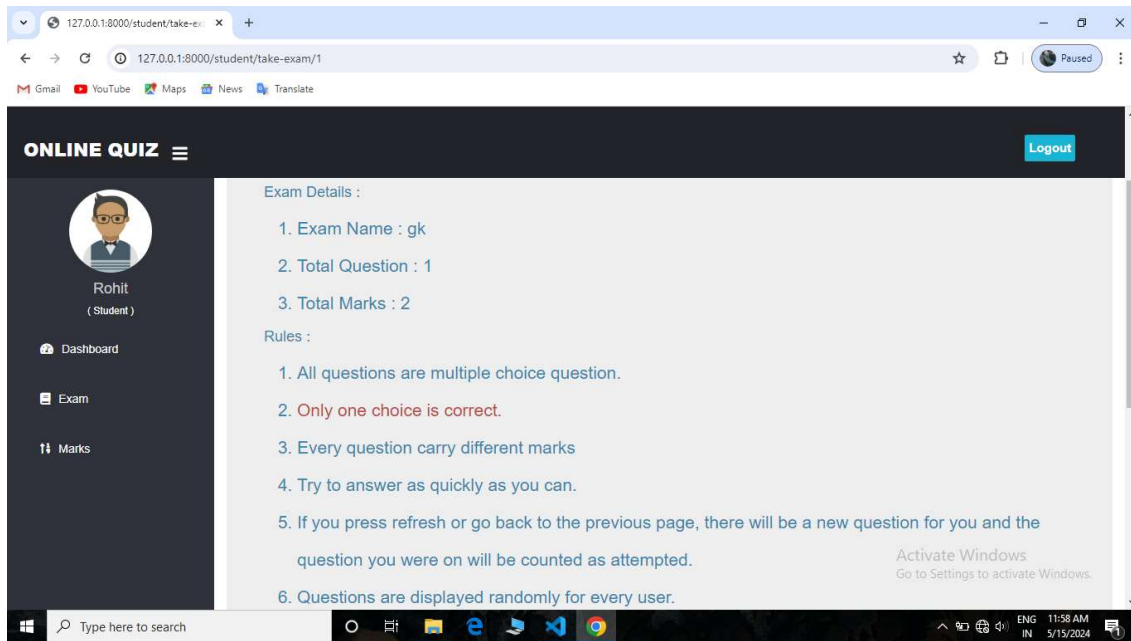 127.0.0.1:8000/student/take-ex
127.0.0.1:8000/student/take-exam/1
Paused
Gmail YouTube Maps News Translate
ONLINE QUIZ
Logout
Rohit
( Student )
Dashboard
Exam
Marks
Exam Details :
1. Exam Name : gk
2. Total Question : 1
3. Total Marks : 2
Rules :
1. All questions are multiple choice question.
2. Only one choice is correct.
3. Every question carry different marks
4. Try to answer as quickly as you can.
5. If you press refresh or go back to the previous page, there will be a new question for you and the
question you were on will be counted as attempted.
6. Questions are displayed randomly for every user.
Activate Windows
Go to Settings to activate Windows.
Type here to search
ENG 11:58 AM
IN 5/15/2024